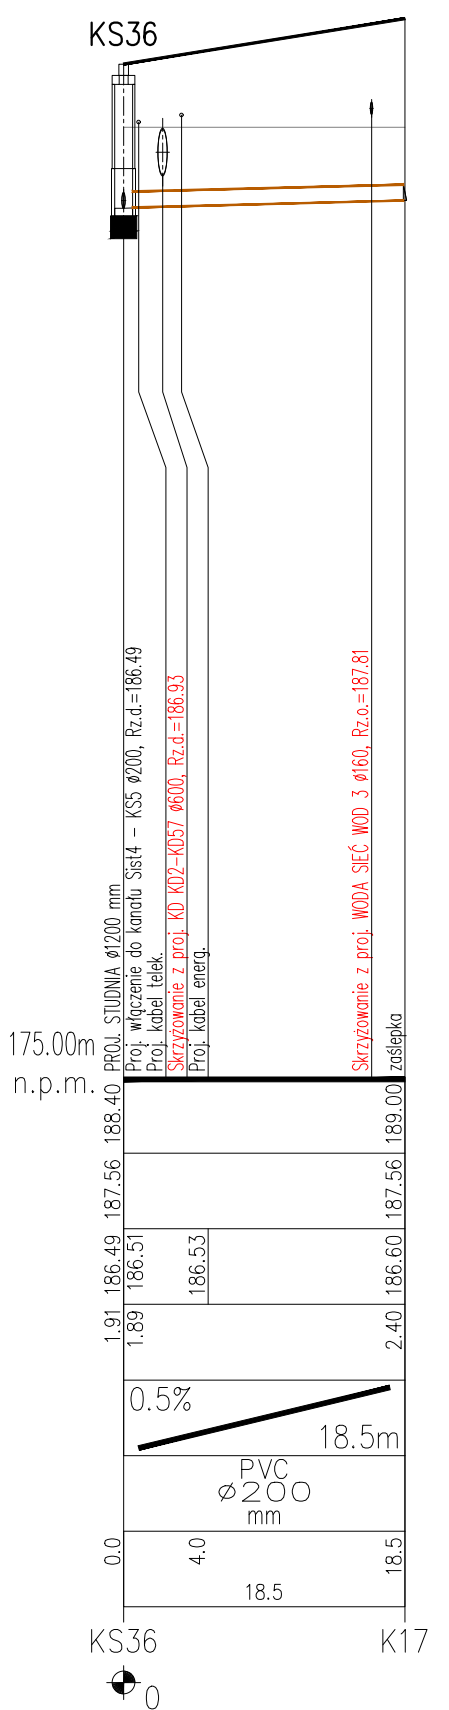 KS36
PROJ. STUDNIA ø1200 mm
Proj. włączenie do kanału Sist4 - KS5 ø200, Rz.d.=186.49
Proj. kabel telek.
Skrzyżowanie z proj. KD KD2-KD57 ø600, Rz.d.=186.93
Proj. kabel energ.
Skrzyżowanie z proj. WODA SIEĆ WOD 3 ø160, Rz.o.=187.81
zaślepka
175.00m
n.p.m.
188.40
189.00
187.56
187.56
186.49
186.51
186.53
186.60
1.91
1.89
2.40
0.5%
18.5m
PVC
ø200
mm
0.0
4.0
18.5
18.5
KS36
K17
0